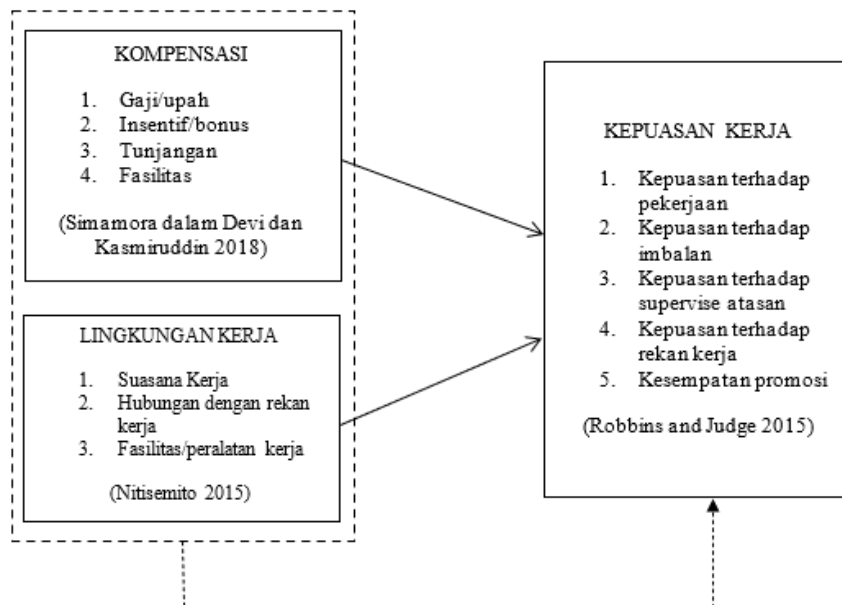 KOMPENSASI
1. Gaji/upah
2. Insentif/bonus
3. Tunjangan
4. Fasilitas
(Simamora dalam Devi dan
Kasmiruddin 2018)
LINGKUNGAN KERJA
1. Suasana Kerja
2. Hubungan dengan rekan
kerja
3. Fasilitas/peralatan kerja
(Nitisemito 2015)
KEPUASAN KERJA
1. Kepuasan terhadap
pekerjaan
2. Kepuasan terhadap
imbalan
3. Kepuasan terhadap
supervise atasan
4. Kepuasan terhadap
rekan kerja
5. Kesempatan promosi
(Robbins and Judge 2015)